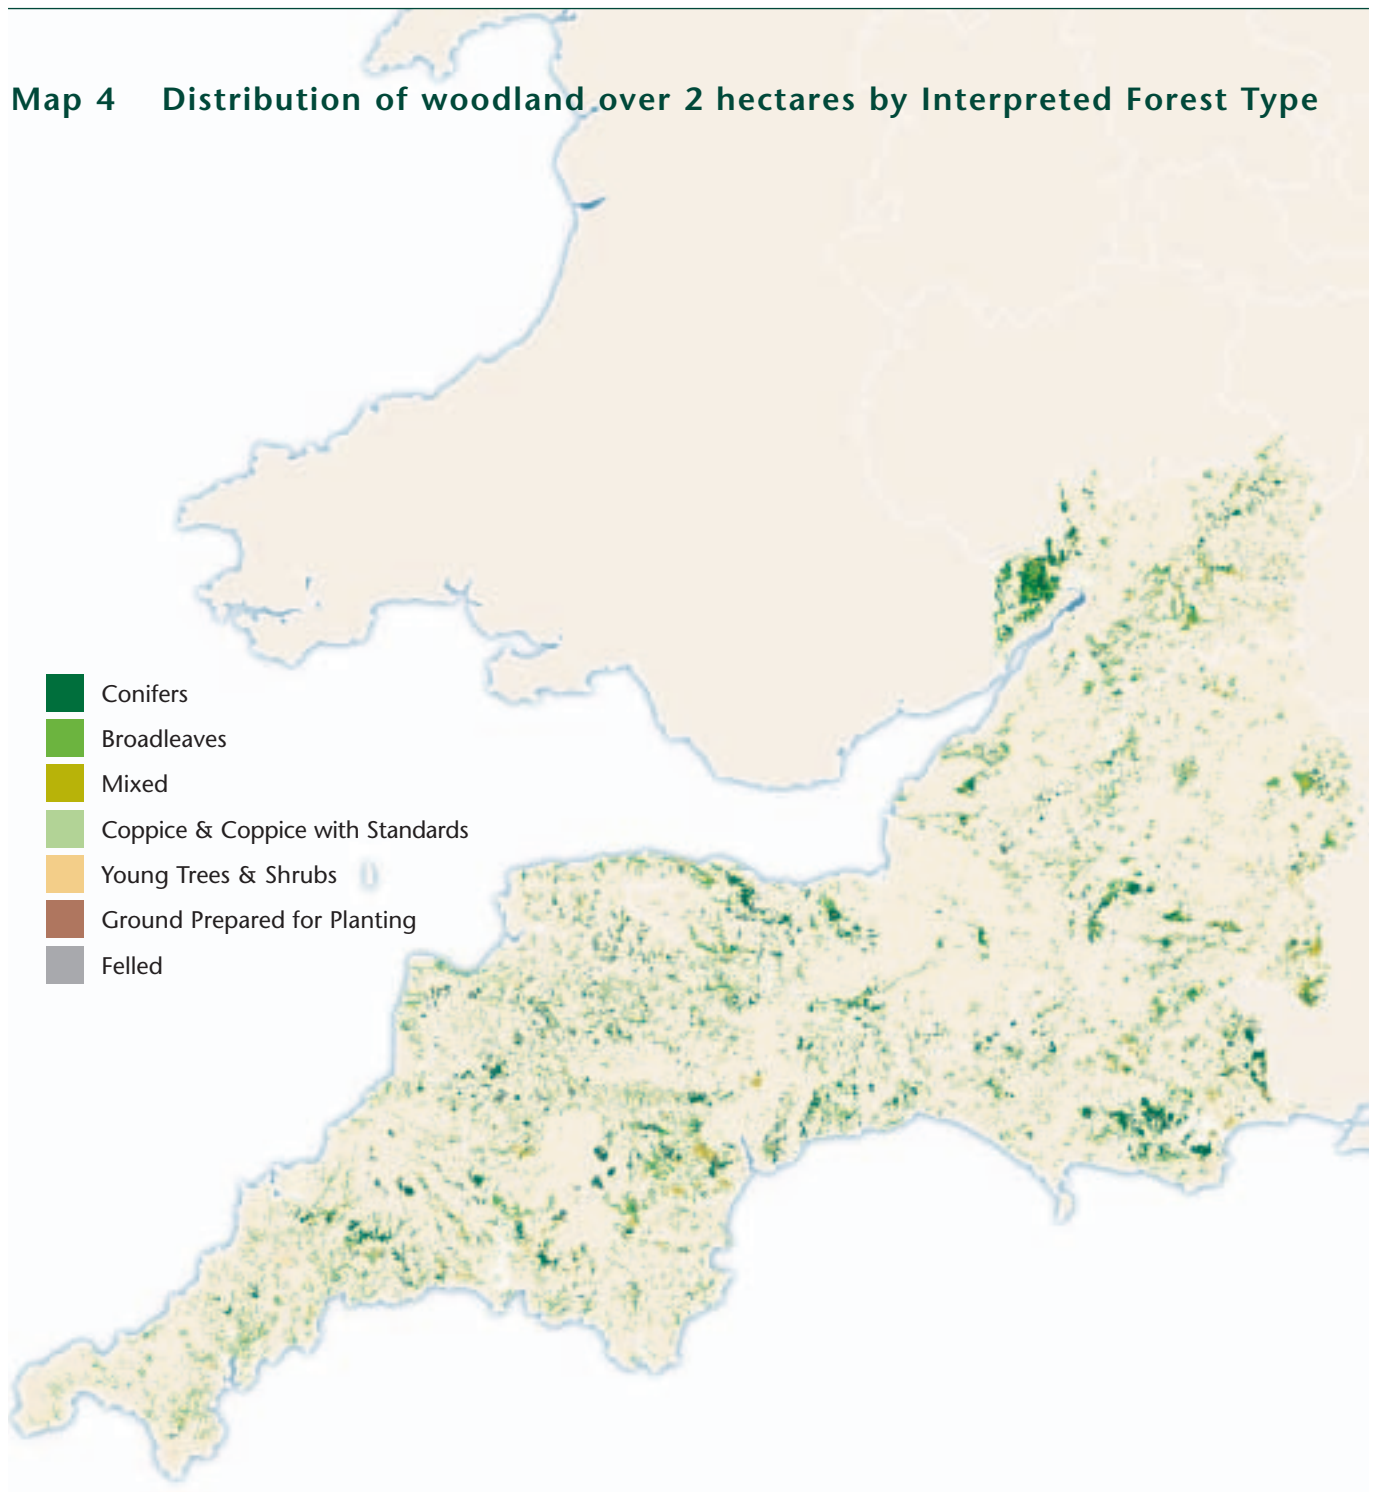 Map 4 Distribution of woodland over 2 hectares by Interpreted Forest Type
Conifers
Broadleaves
Mixed
Coppice & Coppice with Standards
Young Trees & Shrubs
Ground Prepared for Planting
Felled